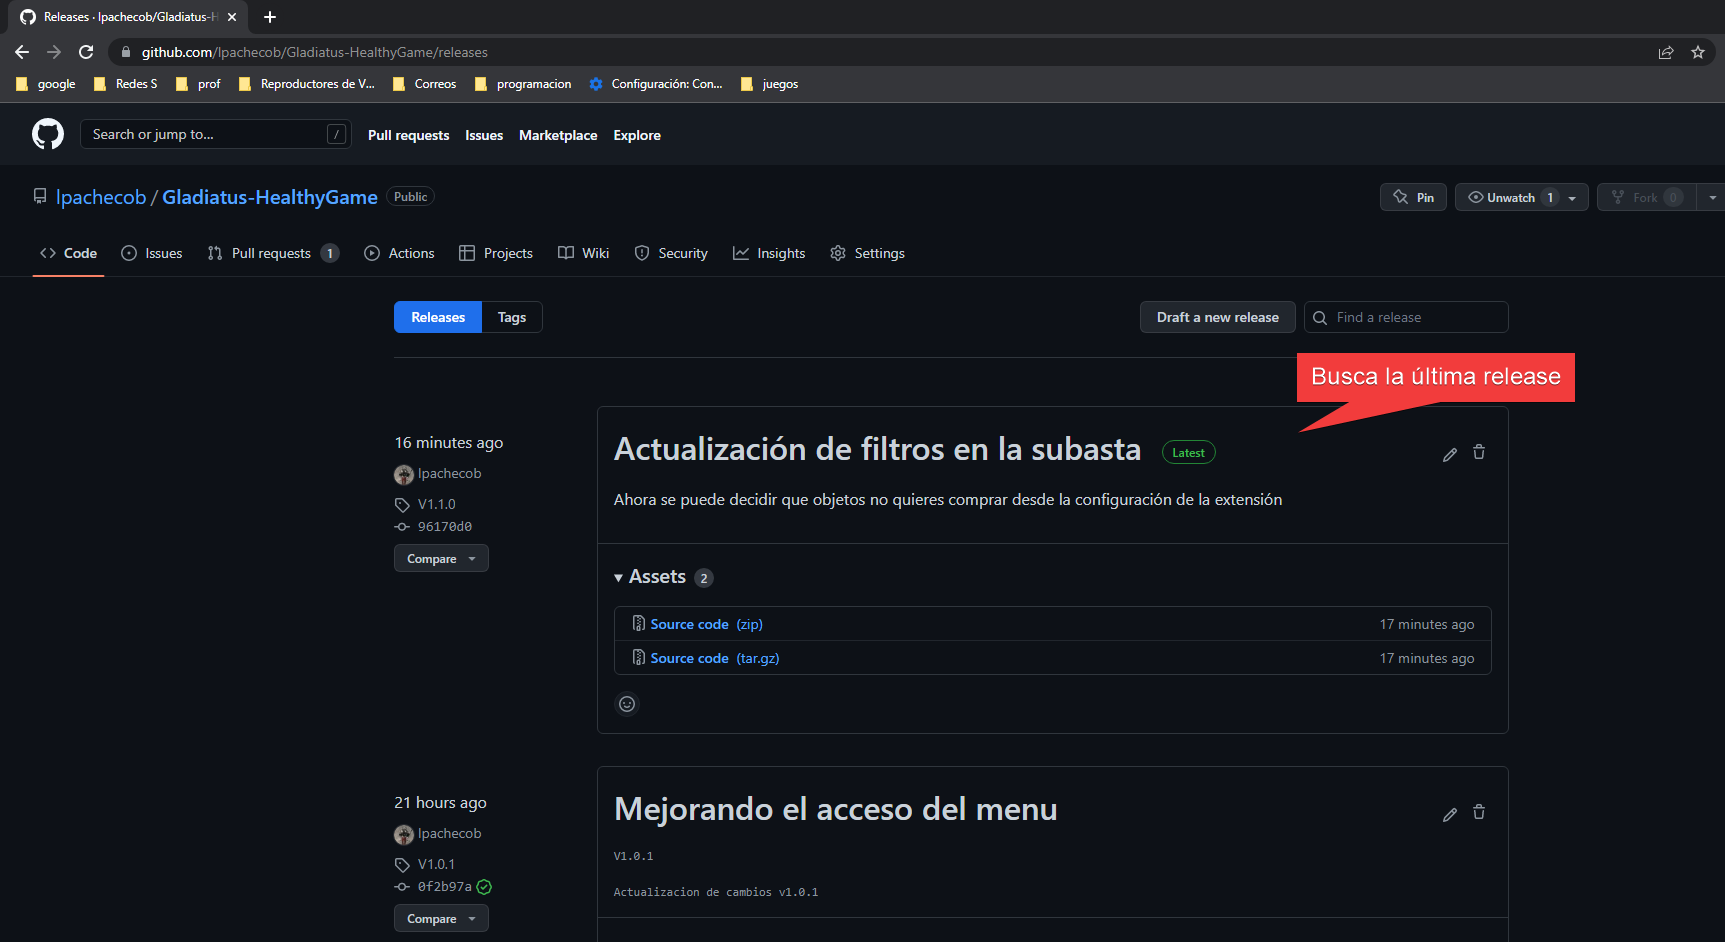 Releases · lpachecob/Gladiatus-H
github.com/lpachecob/Gladiatus-HealthyGame/releases
google
Redes S
prof
Reproductores de V...
Correos
programacion
Configuración: Con...
juegos
Search or jump to...
/
Pull requests
Issues
Marketplace
Explore
lpachecob / Gladiatus-HealthyGame
Public
Pin
Unwatch 1
Fork 0
Code
Issues
Pull requests 1
Actions
Projects
Wiki
Security
Insights
Settings
Releases
Tags
Draft a new release
Find a release
Busca la última release
16 minutes ago
lpachecob
V1.1.0
96170d0
Compare
Actualización de filtros en la subasta
Latest
Ahora se puede decidir que objetos no quieres comprar desde la configuración de la extensión
Assets 2
Source code (zip)
17 minutes ago
Source code (tar.gz)
17 minutes ago
21 hours ago
lpachecob
V1.0.1
0f2b97a
Compare
Mejorando el acceso del menu
V1.0.1
Actualizacion de cambios v1.0.1